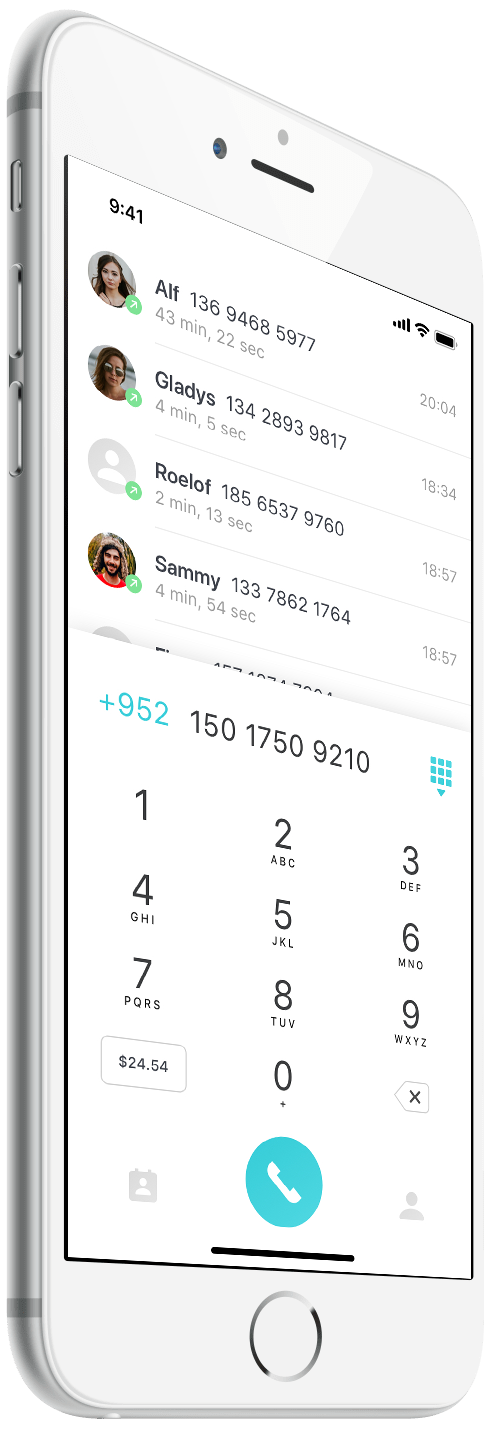 9:41
Alf 136 9468 5977
43 min, 22 sec
20:04
Gladys 134 2893 9817
4 min, 5 sec
18:34
Roelof 185 6537 9760
2 min, 13 sec
18:57
Sammy 133 7862 1764
4 min, 54 sec
18:57
+952 150 1750 9210
1
2
ABC
3
DEF
4
GHI
5
JKL
6
MNO
7
PQRS
8
TUV
9
WXYZ
$24.54
0
+